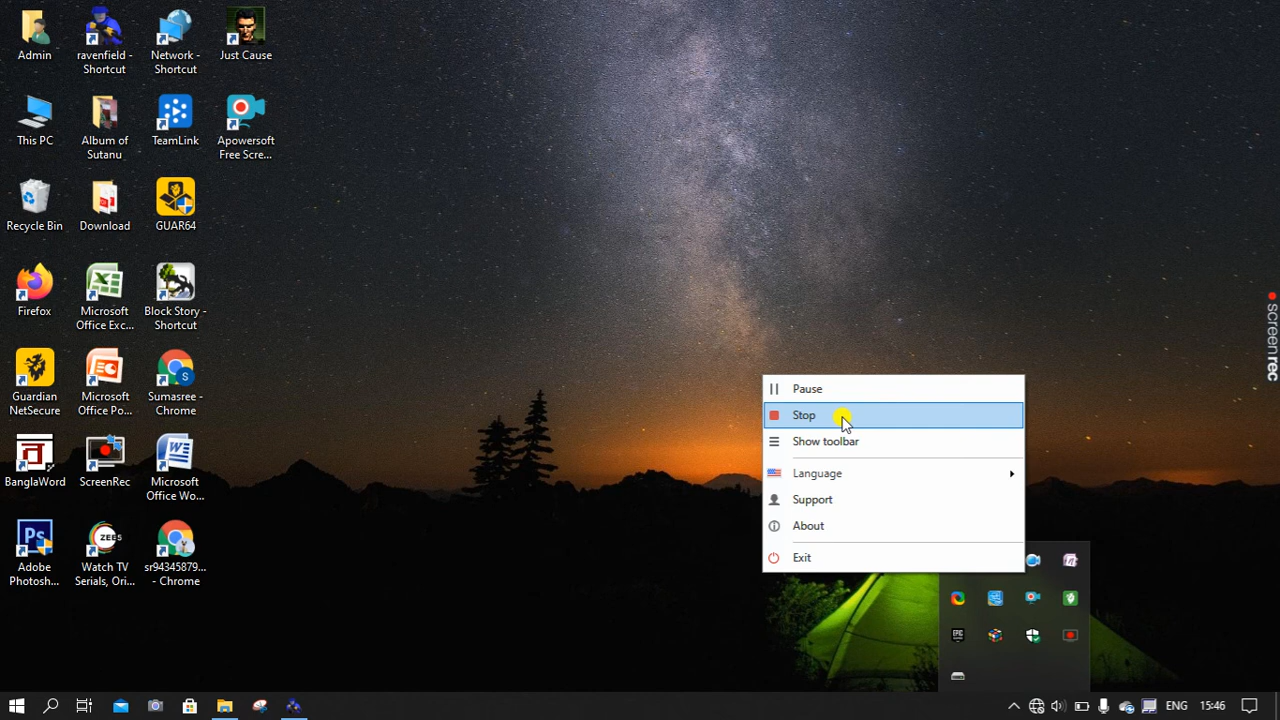 Admin
ravenfield -
Shortcut
Network -
Shortcut
Just Cause
This PC
Album of
Sutanu
TeamLink
Apowersoft
Free Scre...
Recycle Bin
Download
GUAR64
Firefox
Microsoft
Office Exc...
Block Story -
Shortcut
Guardian
NetSecure
Microsoft
Office Po...
Sumasree -
Chrome
BanglaWord
ScreenRec
Microsoft
Office Wo...
Adobe
Photosh...
Watch TV
Serials, Ori...
sr94345879...
- Chrome
S
Ps
ZEE5
screenrec
Pause
Stop
Show toolbar
Language
Support
About
Exit
EPIC
ENG
15:46